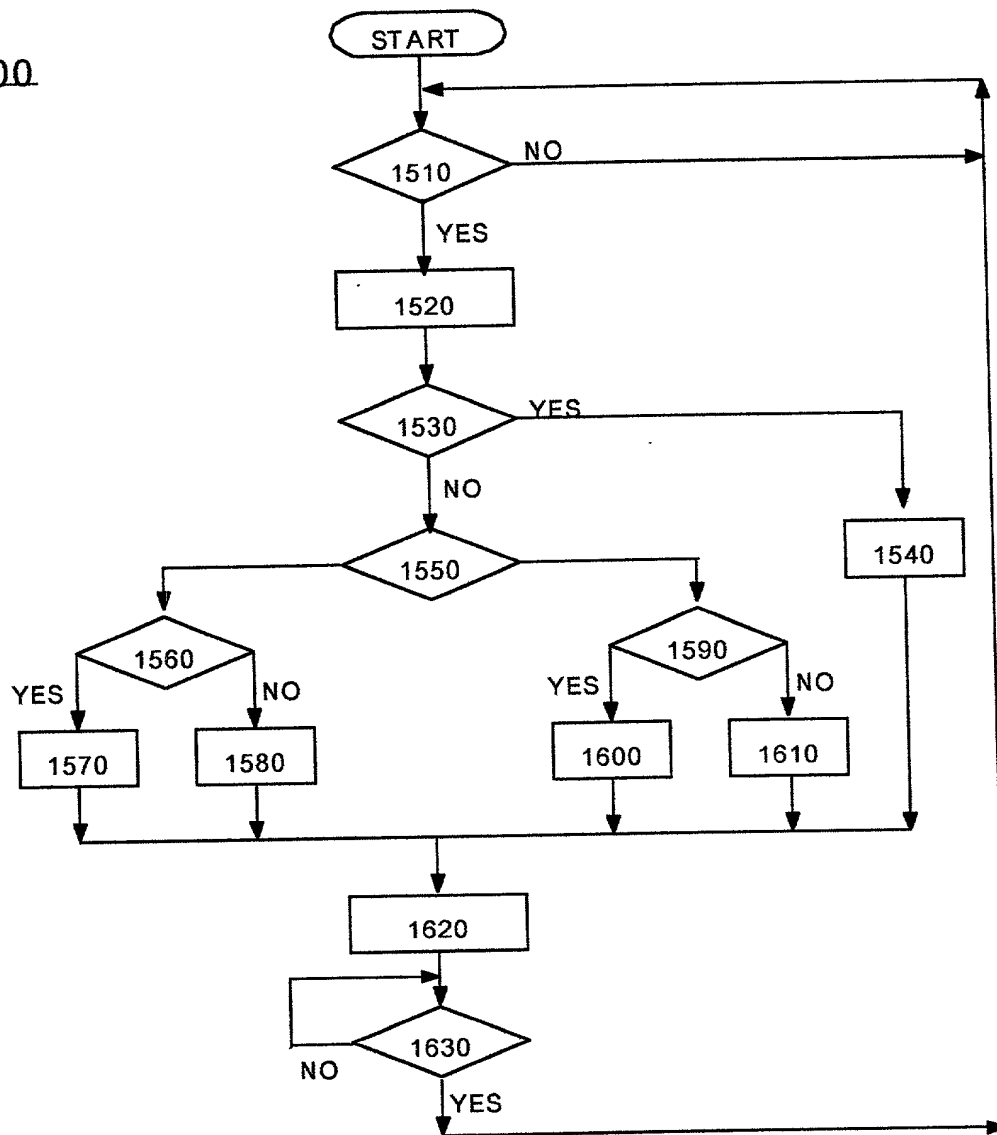 START
00
NO
1510
YES
1520
YES
1530
NO
1540
1550
1560
1590
YES
NO
YES
NO
1570
1580
1600
1610
1620
1630
NO
YES